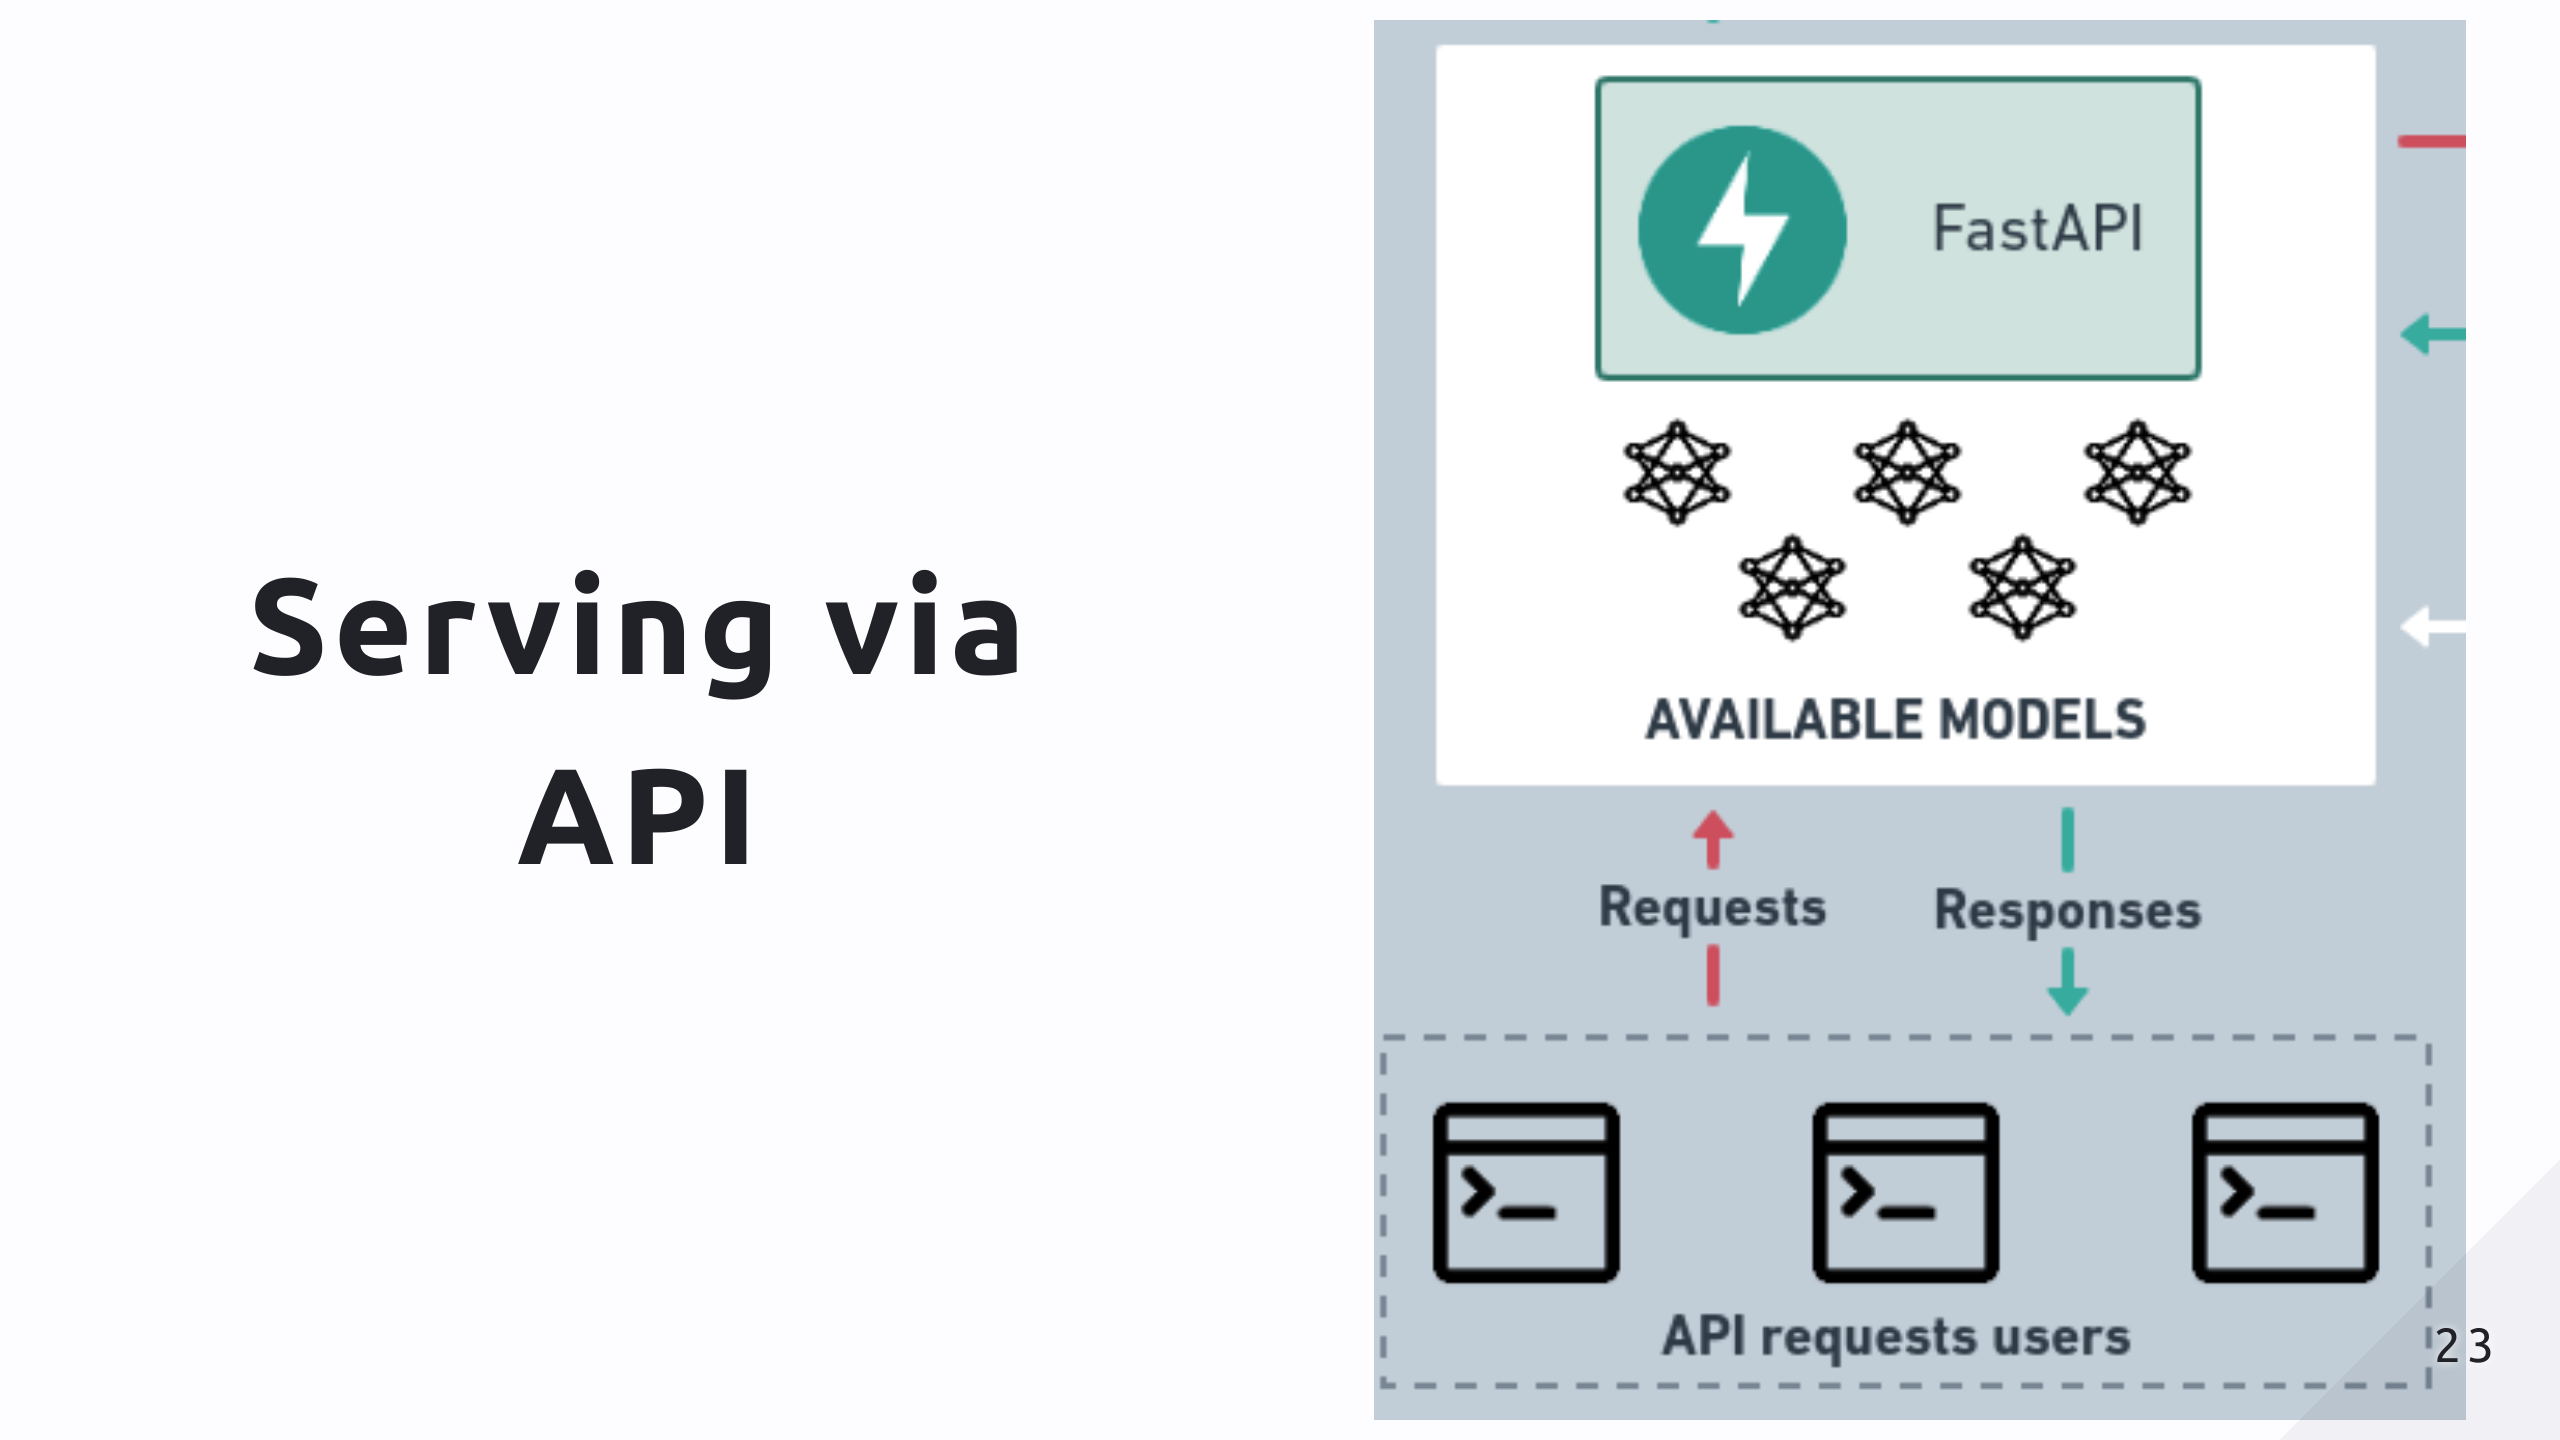 Serving via
API
FastAPI
AVAILABLE MODELS
Requests
Responses
API requests users
23